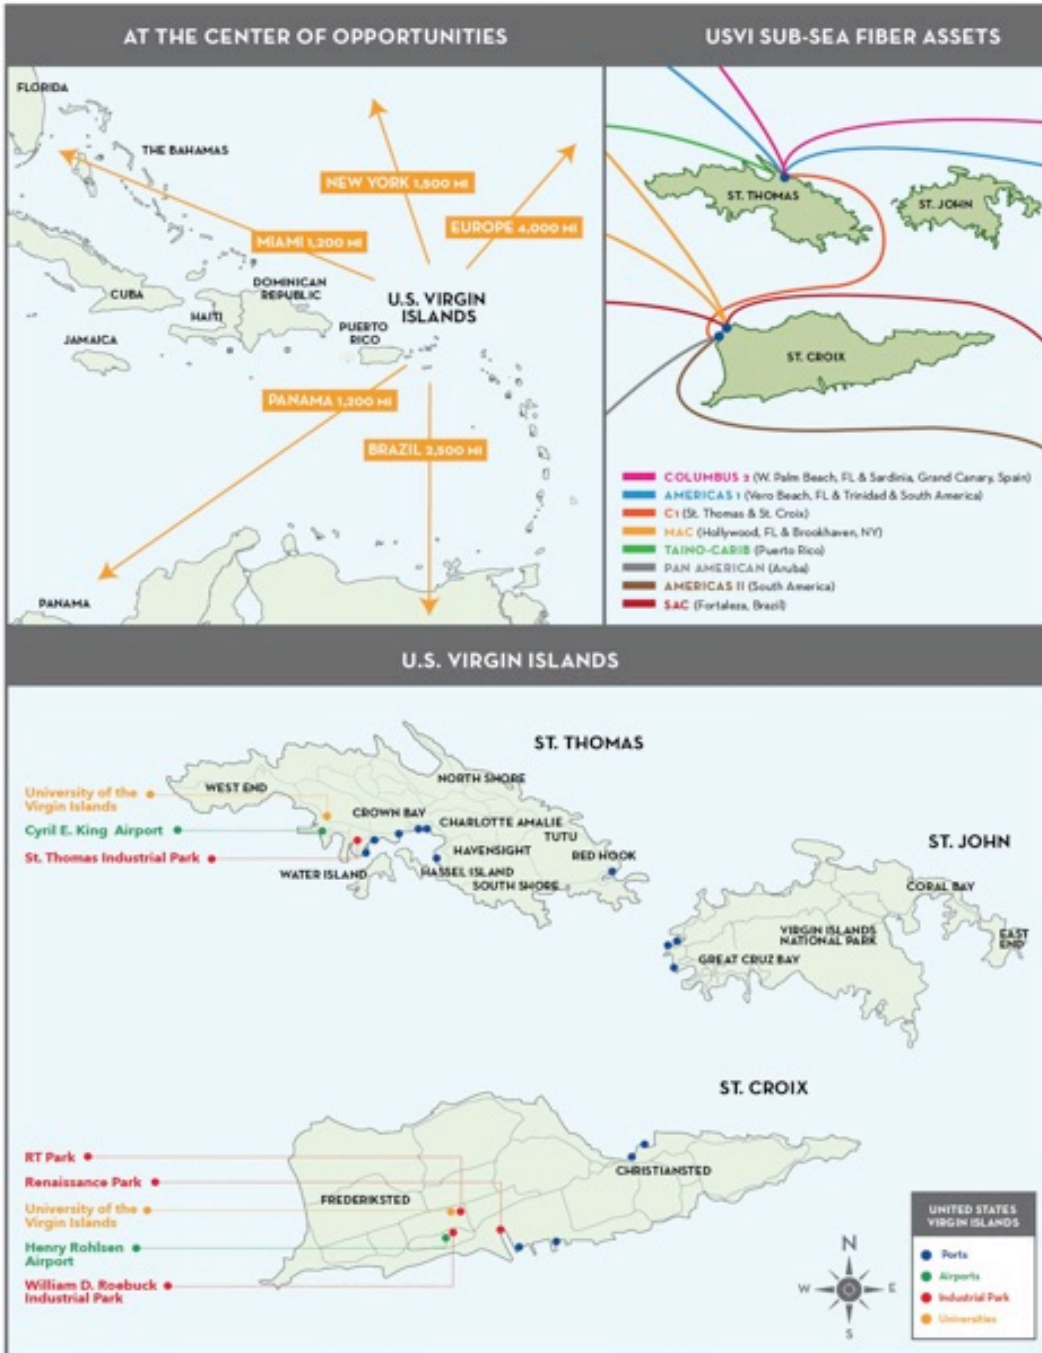 AT THE CENTER OF OPPORTUNITIES
FLORIDA
THE BAHAMAS
NEW YORK 1,500 MI
EUROPE 4,000 MI
MIAMI 1,200 MI
CUBA
HAITI
DOMINICAN
REPUBLIC
U.S. VIRGIN
ISLANDS
JAMAICA
PUERTO
RICO
PANAMA 1,200 MI
BRAZIL 2,500 MI
PANAMA
USVI SUB-SEA FIBER ASSETS
ST. THOMAS
ST. JOHN
ST. CROIX
COLUMBUS 2 (W. Palm Beach, FL & Sardinia, Grand Canary, Spain)
AMERICAS 1 (Vero Beach, FL & Trinidad & South America)
C1 (St. Thomas & St. Croix)
MAC (Hollywood, FL & Brookhaven, NY)
TAINO-CARIB (Puerto Rico)
PAN AMERICAN (Aruba)
AMERICAS II (South America)
SAC (Fortaleza, Brazil)
U.S. VIRGIN ISLANDS
ST. THOMAS
NORTH SHORE
WEST END
University of the
Virgin Islands
CROWN BAY
CHARLOTTE AMALIE
Cyril E. King Airport
TUTU
HAVENSIGHT
RED HOOK
St. Thomas Industrial Park
WATER ISLAND
HASSEL ISLAND
SOUTH SHORE
ST. JOHN
CORAL BAY
VIRGIN ISLANDS
NATIONAL PARK
EAST
END
GREAT CRUZ BAY
ST. CROIX
RT Park
CHRISTIANSTED
Renaissance Park
FREDERIKSTED
University of the
Virgin Islands
Henry Rohlsen
Airport
William D. Roebuck
Industrial Park
N
W
E
S
UNITED STATES
VIRGIN ISLANDS
Ports
Airports
Industrial Park
Universities